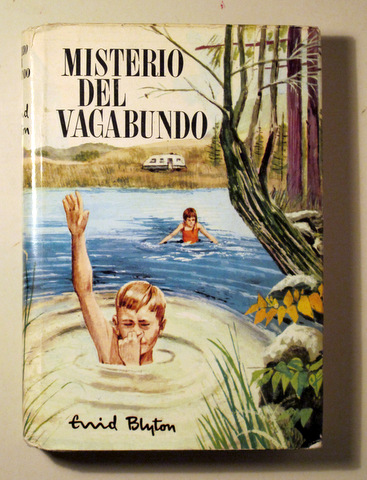 MISTERIO
DEL
VAGABUNDO
Enid Blyton